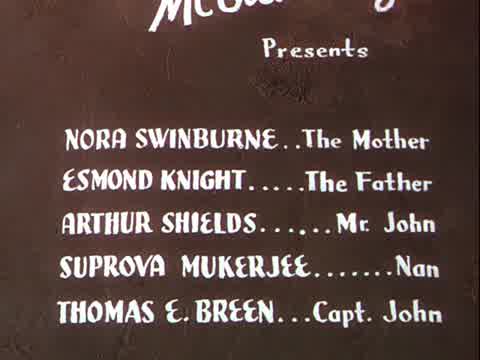 Presents
NORA SWINBURNE..The Mother
ESMOND KNIGHT.....The Father
ARTHUR SHIELDS......Mr. John
SUPROVA MUKERJEE.......Nan
THOMAS E. BREEN...Capt. John